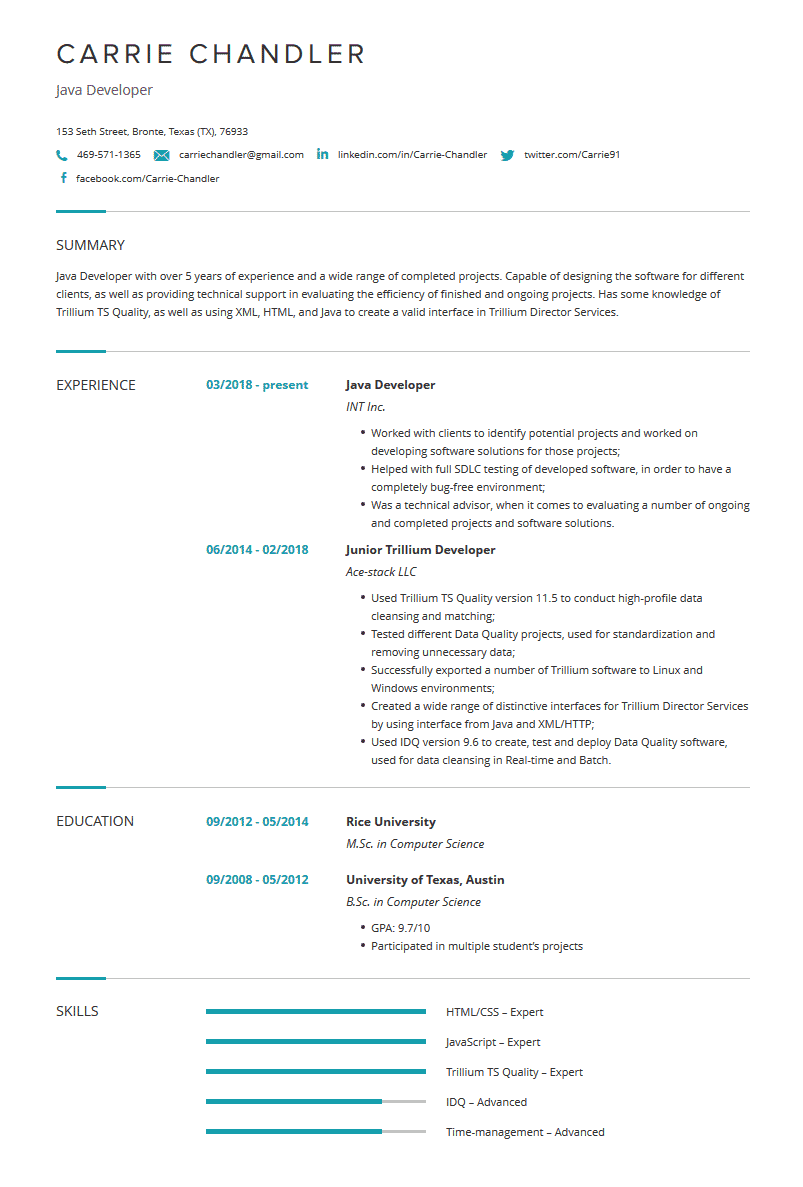 CARRIE CHANDLER
Java Developer
153 Seth Street, Bronte, Texas (TX), 76933
469-571-1365 carriechandler@gmail.com linkedin.com/in/Carrie-Chandler twitter.com/Carrie91
facebook.com/Carrie-Chandler
SUMMARY
Java Developer with over 5 years of experience and a wide range of completed projects. Capable of designing the software for different
clients, as well as providing technical support in evaluating the efficiency of finished and ongoing projects. Has some knowledge of
Trillium TS Quality, as well as using XML, HTML, and Java to create a valid interface in Trillium Director Services.
EXPERIENCE 03/2018 - present Java Developer
INT Inc.
• Worked with clients to identify potential projects and worked on
developing software solutions for those projects;
• Helped with full SDLC testing of developed software, in order to have a
completely bug-free environment;
• Was a technical advisor, when it comes to evaluating a number of ongoing
and completed projects and software solutions.
06/2014 - 02/2018 Junior Trillium Developer
Ace-stack LLC
• Used Trillium TS Quality version 11.5 to conduct high-profile data
cleansing and matching;
• Tested different Data Quality projects, used for standardization and
removing unnecessary data;
• Successfully exported a number of Trillium software to Linux and
Windows environments;
• Created a wide range of distinctive interfaces for Trillium Director Services
by using interface from Java and XML/HTTP;
• Used IDQ version 9.6 to create, test and deploy Data Quality software,
used for data cleansing in Real-time and Batch.
EDUCATION 09/2012 - 05/2014 Rice University
M.Sc. in Computer Science
09/2008 - 05/2012 University of Texas, Austin
B.Sc. in Computer Science
• GPA: 9.7/10
• Participated in multiple student's projects
SKILLS HTML/CSS – Expert
JavaScript – Expert
Trillium TS Quality – Expert
IDQ – Advanced
Time-management – Advanced